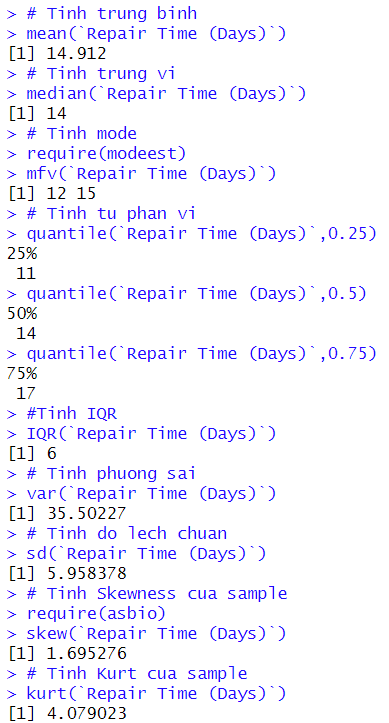 > # Tinh trung binh
> mean(`Repair Time (Days)`)
[1] 14.912
> # Tinh trung vi
> median(`Repair Time (Days)`)
[1] 14
> # Tinh mode
> require(modeest)
> mfv(`Repair Time (Days)`)
[1] 12 15
> # Tinh tu phan vi
> quantile(`Repair Time (Days)`,0.25)
25%
 11
> quantile(`Repair Time (Days)`,0.5)
50%
 14
> quantile(`Repair Time (Days)`,0.75)
75%
 17
> #Tinh IQR
> IQR(`Repair Time (Days)`)
[1] 6
> # Tinh phuong sai
> var(`Repair Time (Days)`)
[1] 35.50227
> # Tinh do lech chuan
> sd(`Repair Time (Days)`)
[1] 5.958378
> # Tinh Skewness cua sample
> require(asbio)
> skew(`Repair Time (Days)`)
[1] 1.695276
> # Tinh Kurt cua sample
> kurt(`Repair Time (Days)`)
[1] 4.079023